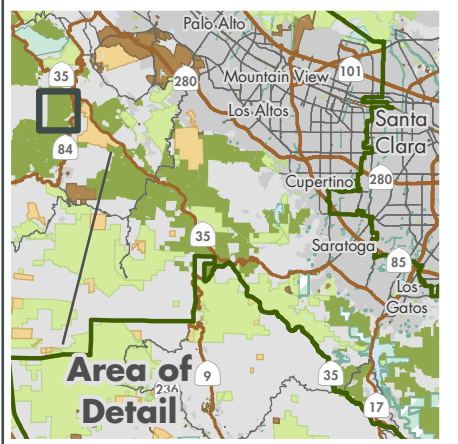 Palo Alto
35
280
Mountain View
101
Los Altos
Santa
Clara
84
Cupertino
280
35
Saratoga
85
Los
Gatos
Area of
Detail
236
9
35
17